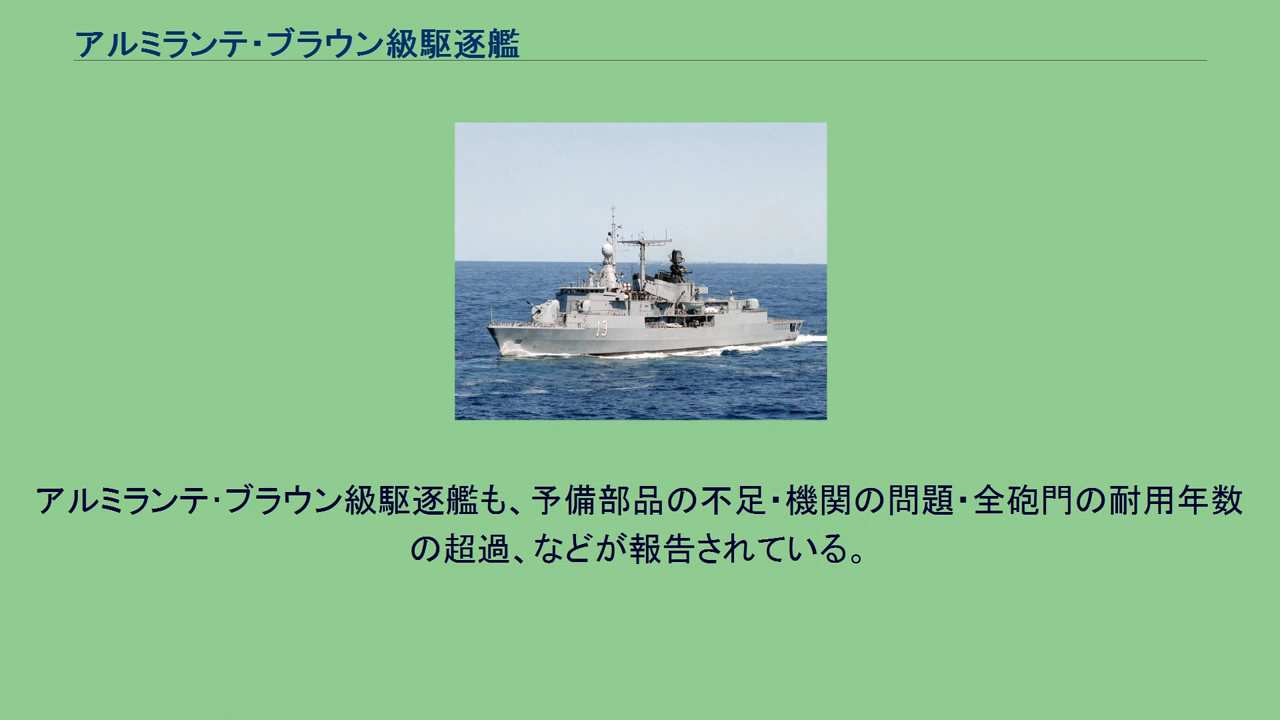 アルミランテ・ブラウン級駆逐艦
13
アルミランテ・ブラウン級駆逐艦も、予備部品の不足・機関の問題・全砲門の耐用年数
の超過、などが報告されている。